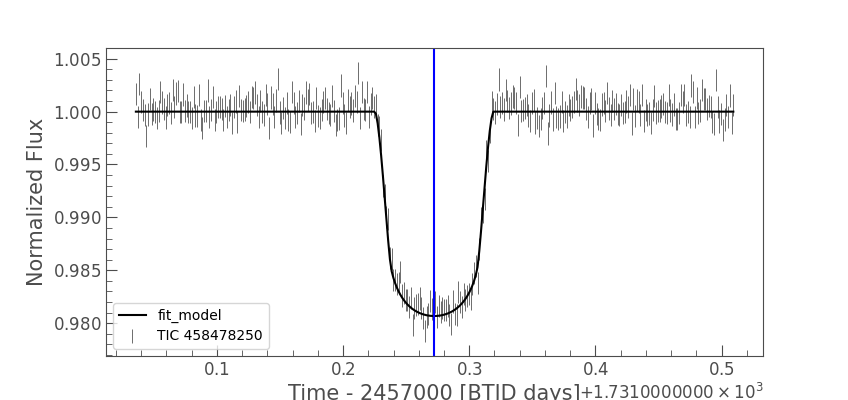 1.005
1.000
0.995
0.990
0.985
0.980
Normalized Flux
fit_model
TIC 458478250
0.1 0.2 0.3 0.4 0.5
Time - 2457000 [BTJD days]
+1.7310000000 × 10³